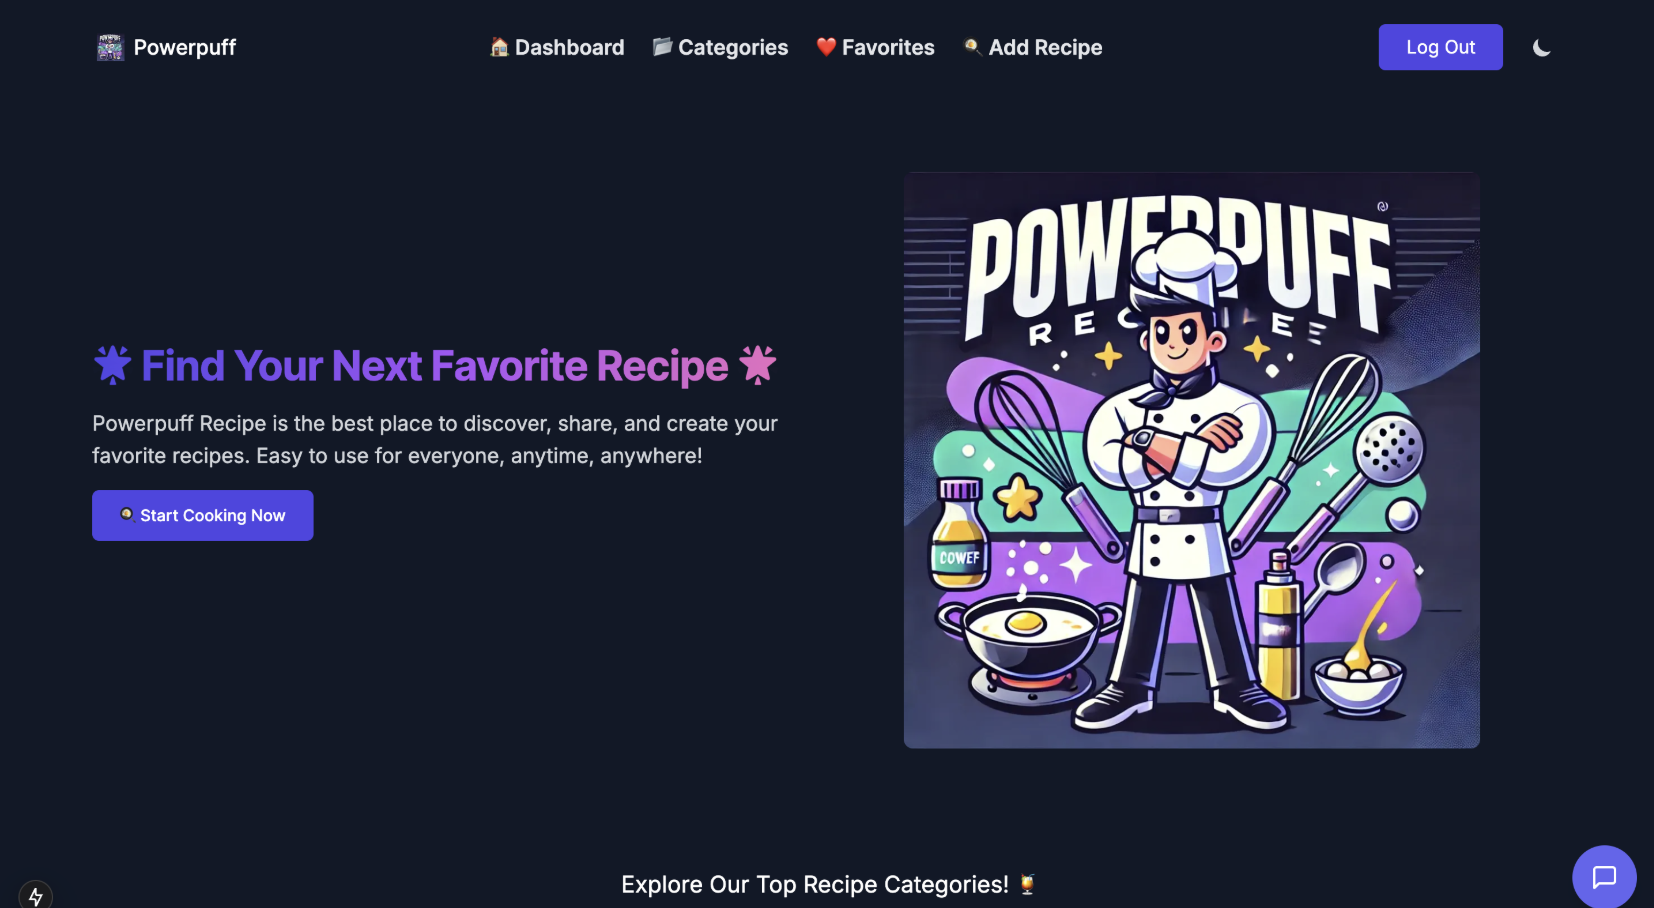 Powerpuff
🏠 Dashboard
📁 Categories
❤️ Favorites
🍳 Add Recipe
Log Out
POWERPUFF
🌟 Find Your Next Favorite Recipe 🌟
Powerpuff Recipe is the best place to discover, share, and create your
favorite recipes. Easy to use for everyone, anytime, anywhere!
🍳 Start Cooking Now
COWEF
Explore Our Top Recipe Categories! 🍹